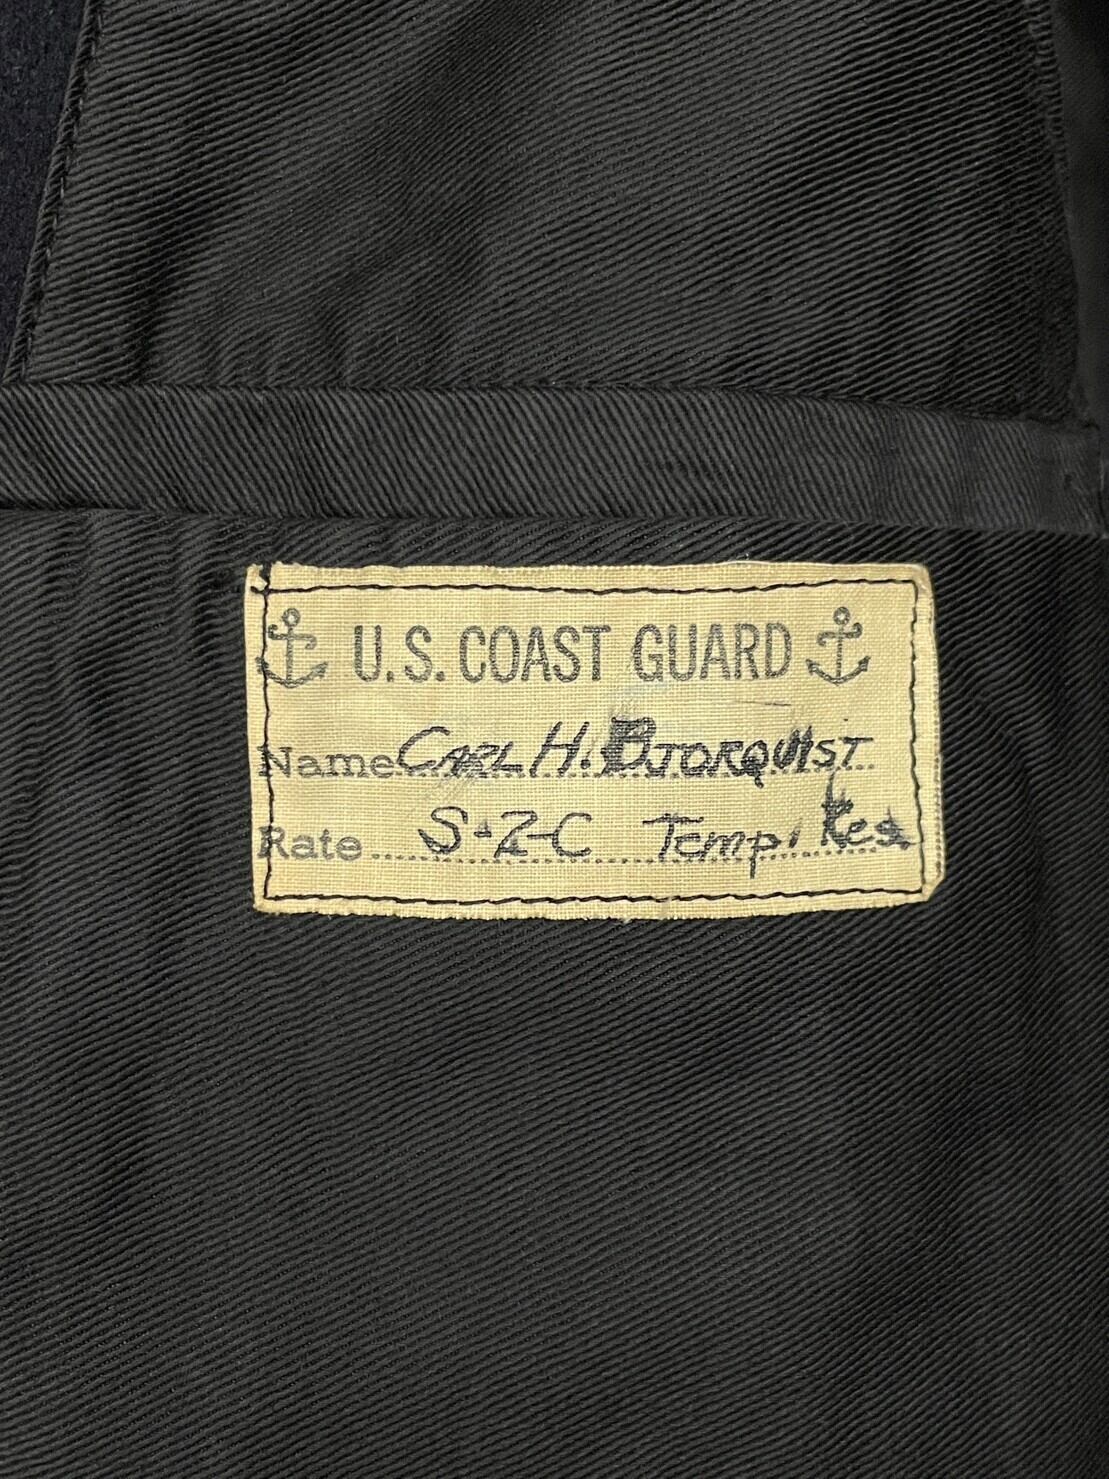 U.S. COAST GUARD
Name CARL H. BJORQUIST
Rate S-2-C Temp. Res.